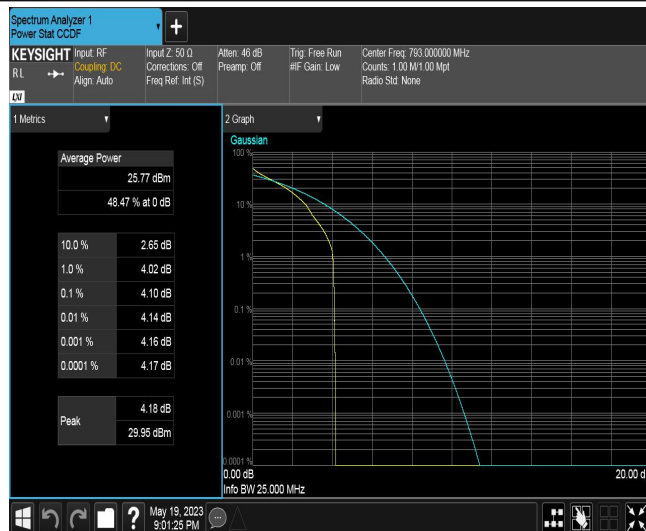 Spectrum Analyzer 1
Power Stat CCDF
+
KEYSIGHT
RL
LXI
Input: RF
Coupling: DC
Align: Auto
Input Z: 50 Ω
Corrections: Off
Freq Ref: Int (S)
Atten: 46 dB
Preamp: Off
Trig: Free Run
#IF Gain: Low
Center Freq: 793.000000 MHz
Counts: 1.00 M/1.00 Mpt
Radio Std: None
1 Metrics
Average Power
25.77 dBm
48.47 % at 0 dB
10.0 % 2.65 dB
1.0 % 4.02 dB
0.1 % 4.10 dB
0.01 % 4.14 dB
0.001 % 4.16 dB
0.0001 % 4.17 dB
Peak
4.18 dB
29.95 dBm
2 Graph
Gaussian
100 %
10 %
1 %
0.1 %
0.01 %
0.001 %
0.0001 %
0.00 dB
20.00 d
Info BW 25.000 MHz
?
May 19, 2023
9:01:25 PM